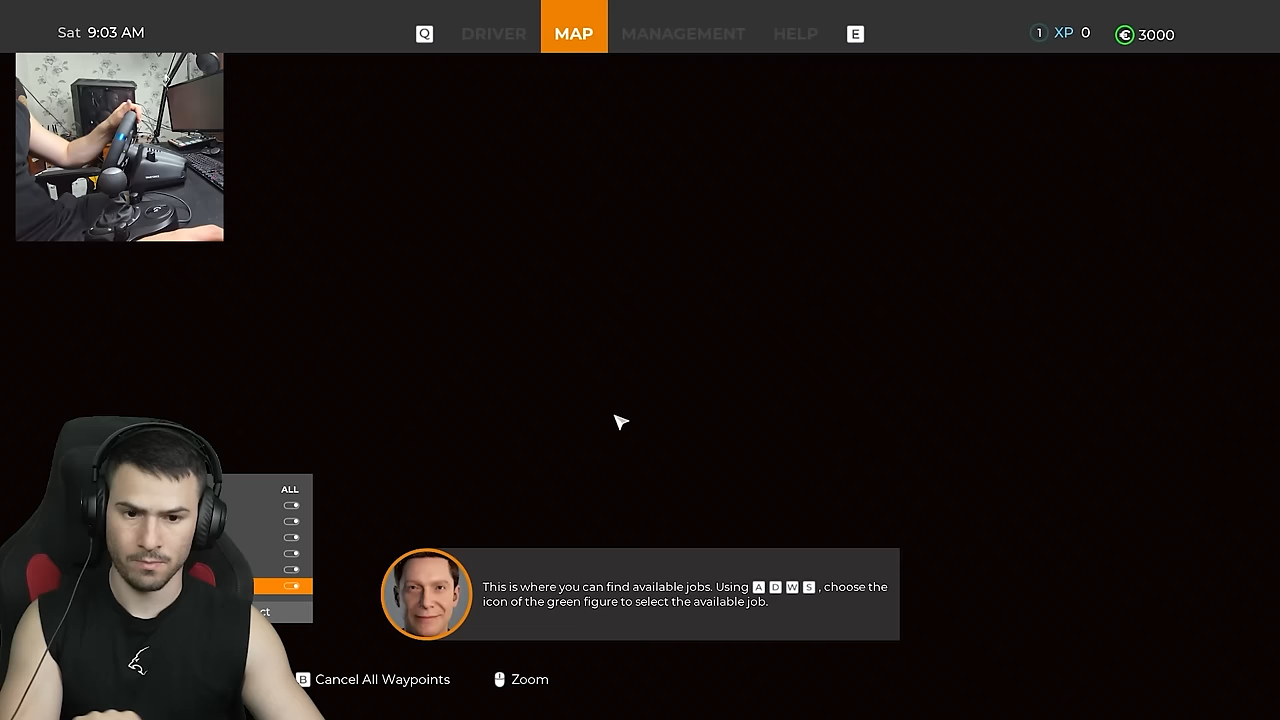 Sat 9:03 AM
Q DRIVER MAP MANAGEMENT HELP E
1 XP 0 € 3000
ALL
ct
This is where you can find available jobs. Using A D W S , choose the
icon of the green figure to select the available job.
B Cancel All Waypoints Zoom